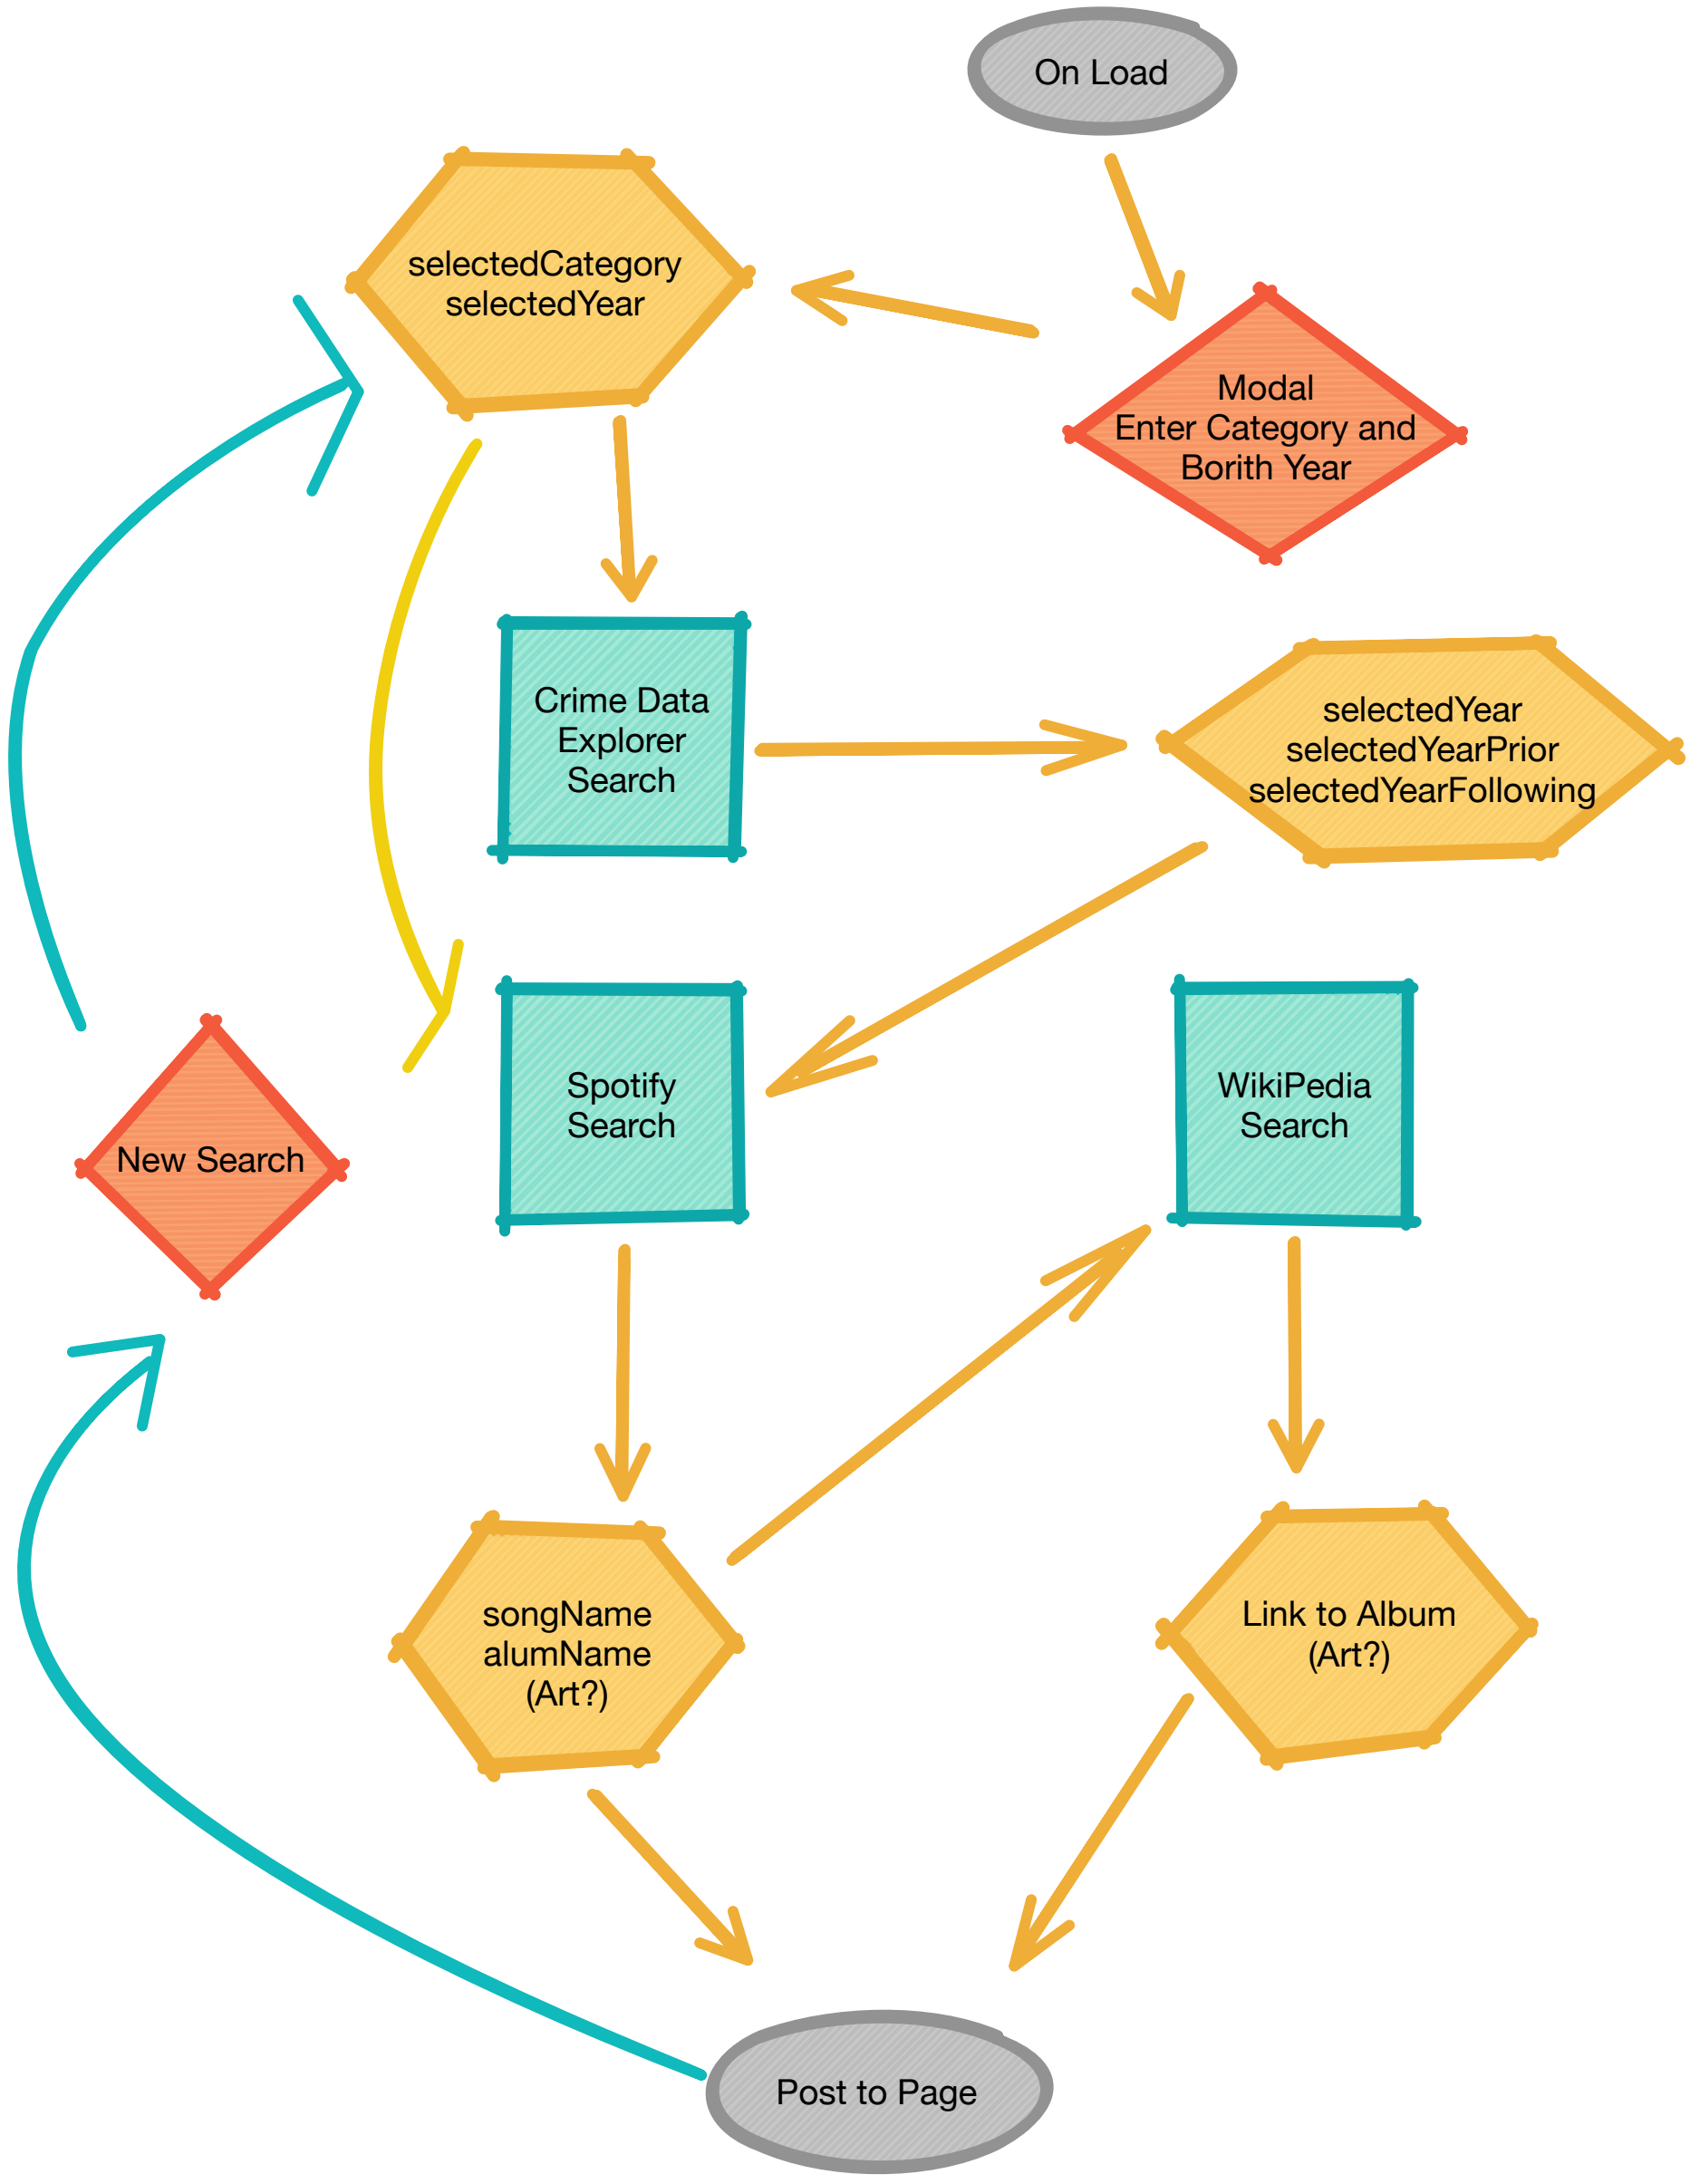 On Load
selectedCategory
selectedYear
Modal
Enter Category and
Borith Year
Crime Data
Explorer
Search
selectedYear
selectedYearPrior
selectedYearFollowing
Spotify
Search
WikiPedia
Search
New Search
songName
alumName
(Art?)
Link to Album
(Art?)
Post to Page